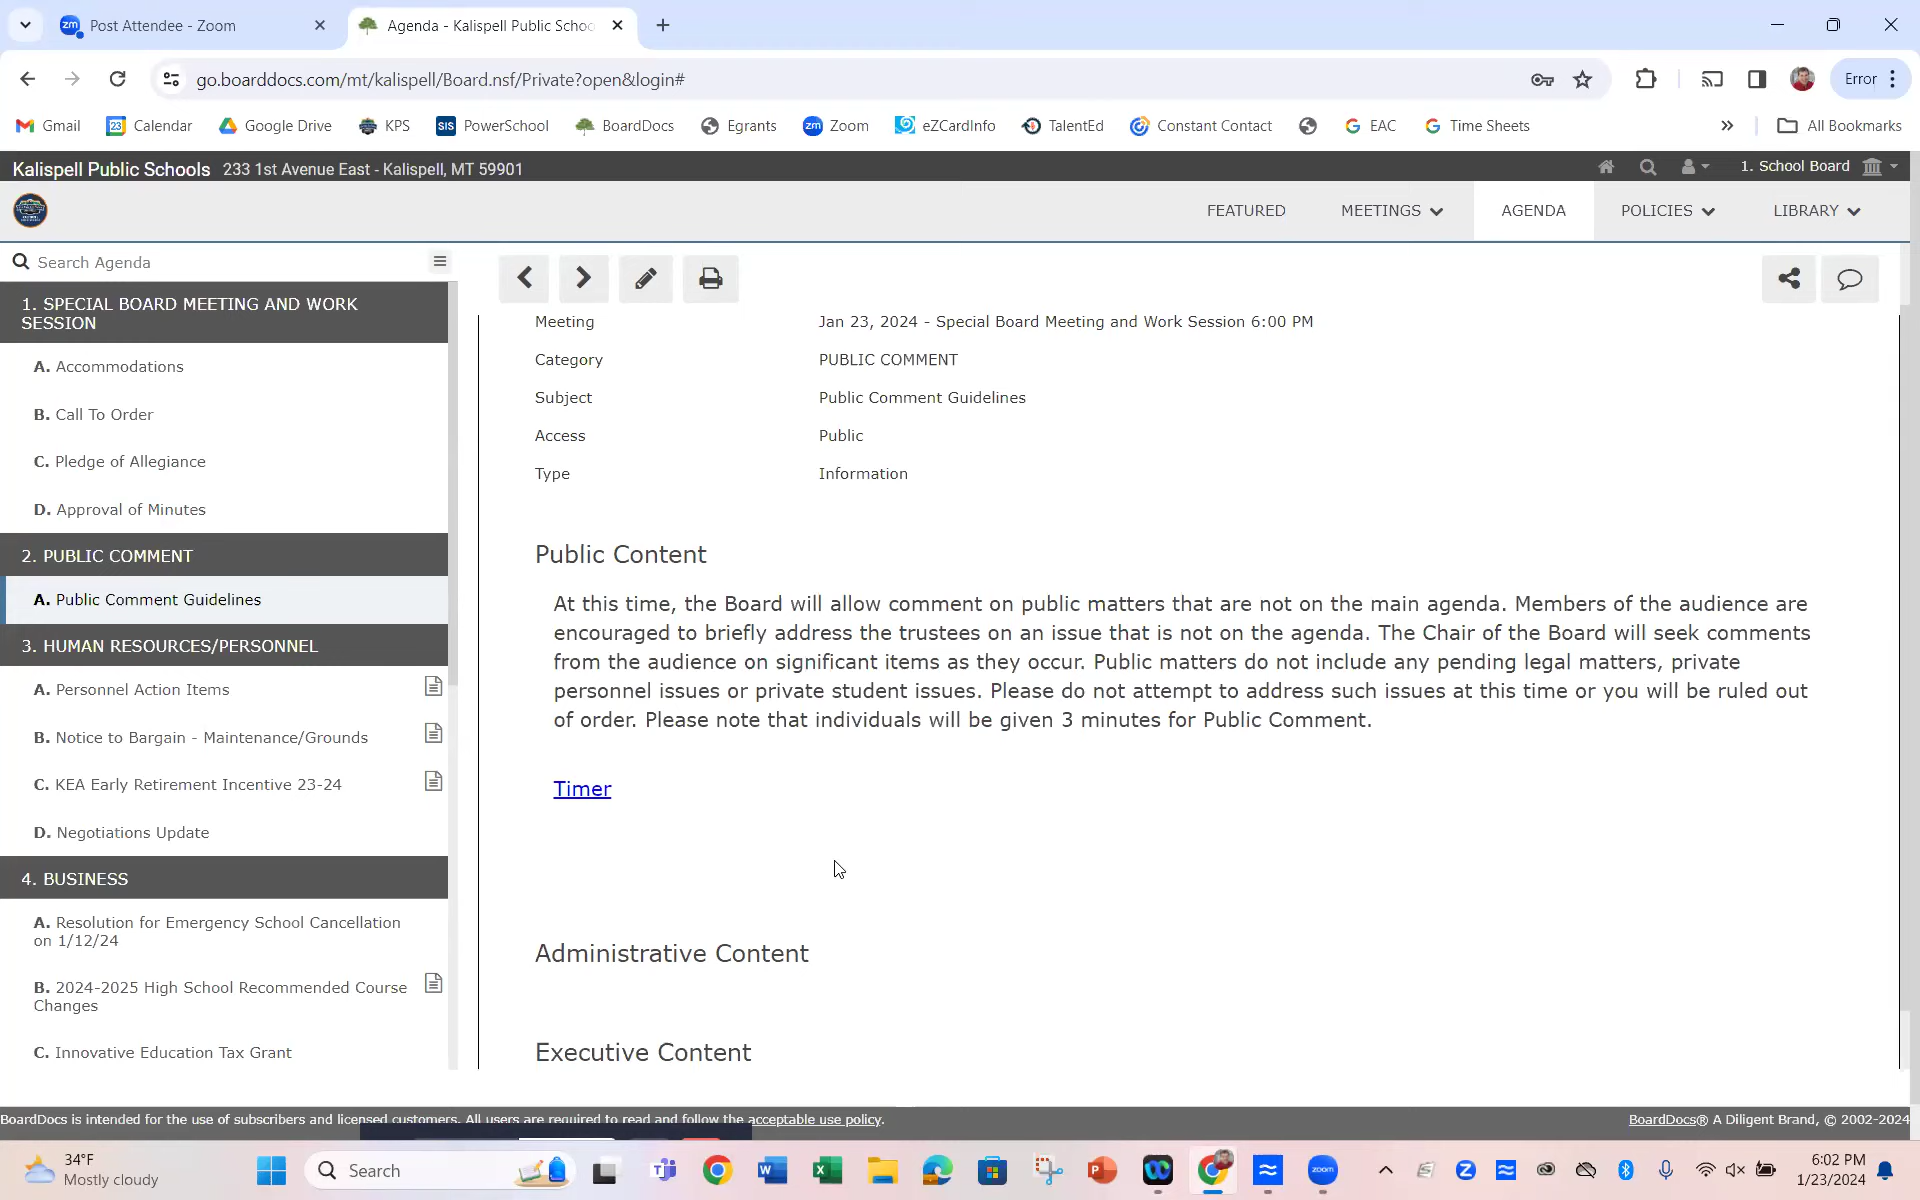 Post Attendee - Zoom
Agenda - Kalispell Public Schoo
go.boarddocs.com/mt/kalispell/Board.nsf/Private?open&login#
Error
Gmail
23 Calendar
Google Drive
KPS
SIS PowerSchool
BoardDocs
Egrants
zm Zoom
eZCardInfo
TalentEd
Constant Contact
EAC
Time Sheets
All Bookmarks
Kalispell Public Schools 233 1st Avenue East - Kalispell, MT 59901
1. School Board
FEATURED MEETINGS AGENDA POLICIES LIBRARY
Search Agenda
1. SPECIAL BOARD MEETING AND WORK
SESSION
A. Accommodations
B. Call To Order
C. Pledge of Allegiance
D. Approval of Minutes
2. PUBLIC COMMENT
A. Public Comment Guidelines
3. HUMAN RESOURCES/PERSONNEL
A. Personnel Action Items
B. Notice to Bargain - Maintenance/Grounds
C. KEA Early Retirement Incentive 23-24
D. Negotiations Update
4. BUSINESS
A. Resolution for Emergency School Cancellation
on 1/12/24
B. 2024-2025 High School Recommended Course
Changes
C. Innovative Education Tax Grant
Meeting Jan 23, 2024 - Special Board Meeting and Work Session 6:00 PM
Category PUBLIC COMMENT
Subject Public Comment Guidelines
Access Public
Type Information
Public Content
At this time, the Board will allow comment on public matters that are not on the main agenda. Members of the audience are
encouraged to briefly address the trustees on an issue that is not on the agenda. The Chair of the Board will seek comments
from the audience on significant items as they occur. Public matters do not include any pending legal matters, private
personnel issues or private student issues. Please do not attempt to address such issues at this time or you will be ruled out
of order. Please note that individuals will be given 3 minutes for Public Comment.
Timer
Administrative Content
Executive Content
BoardDocs is intended for the use of subscribers and licensed customers. All users are required to read and follow the acceptable use policy.
BoardDocs® A Diligent Brand, © 2002-2024
34°F
Mostly cloudy
Search
zoom
6:02 PM
1/23/2024